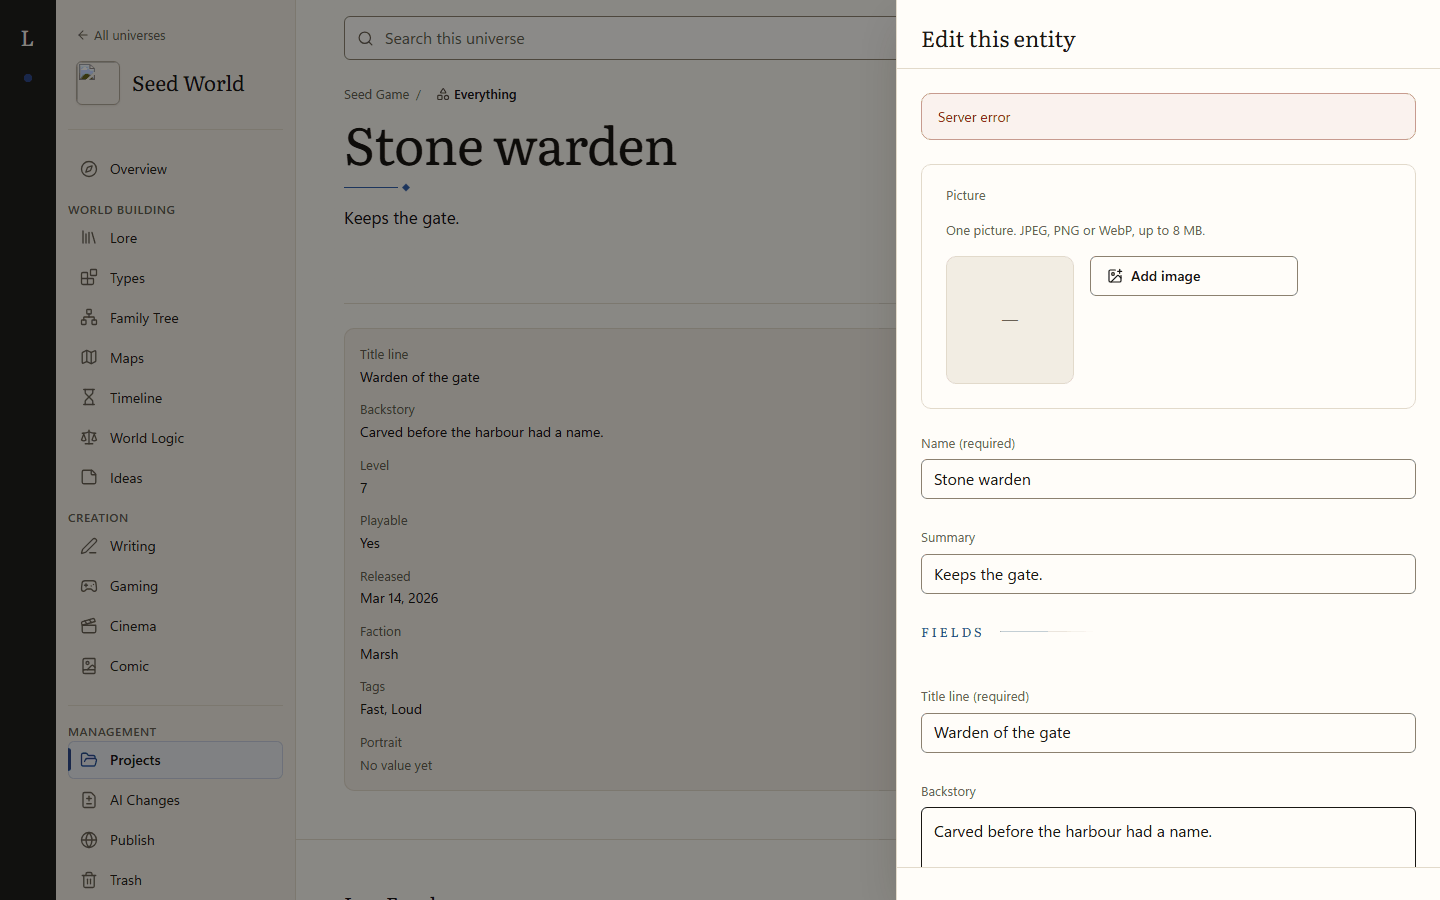 L
All universes
Seed World
Overview
WORLD BUILDING
Lore
Types
Family Tree
Maps
Timeline
World Logic
Ideas
CREATION
Writing
Gaming
Cinema
Comic
MANAGEMENT
Projects
AI Changes
Publish
Trash
Search this universe
Seed Game / Everything
Stone warden
Keeps the gate.
Title line
Warden of the gate
Backstory
Carved before the harbour had a name.
Level
7
Playable
Yes
Released
Mar 14, 2026
Faction
Marsh
Tags
Fast, Loud
Portrait
No value yet
Edit this entity
Server error
Picture
One picture. JPEG, PNG or WebP, up to 8 MB.
—
Add image
Name (required)
Stone warden
Summary
Keeps the gate.
FIELDS
Title line (required)
Warden of the gate
Backstory
Carved before the harbour had a name.